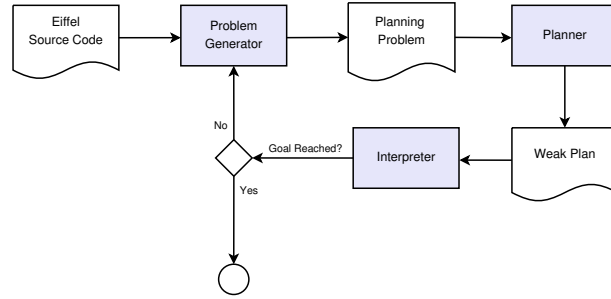 Eiffel
Source Code
Problem
Generator
Planning
Problem
Planner
No
Goal Reached?
Interpreter
Weak Plan
Yes